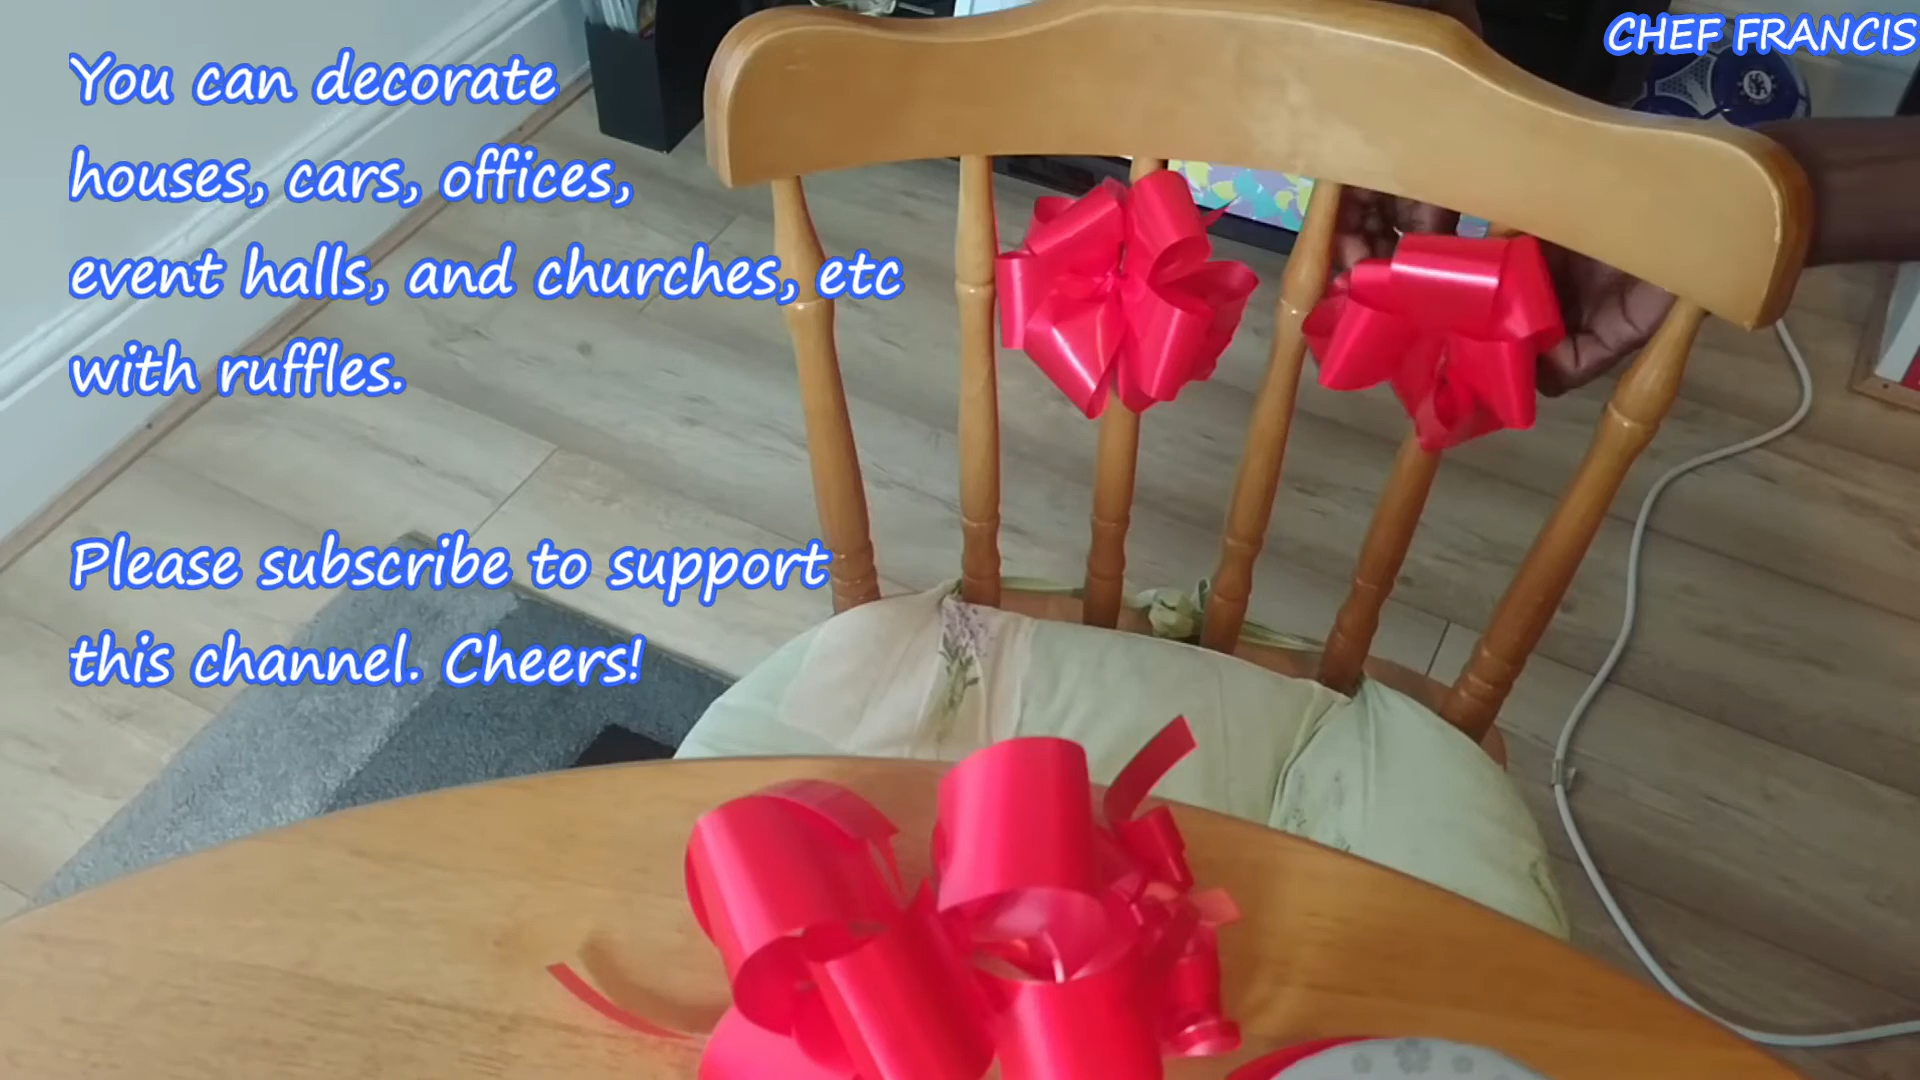 CHEF FRANCIS
You can decorate
houses, cars, offices,
event halls, and churches, etc
with ruffles.
Please subscribe to support
this channel. Cheers!